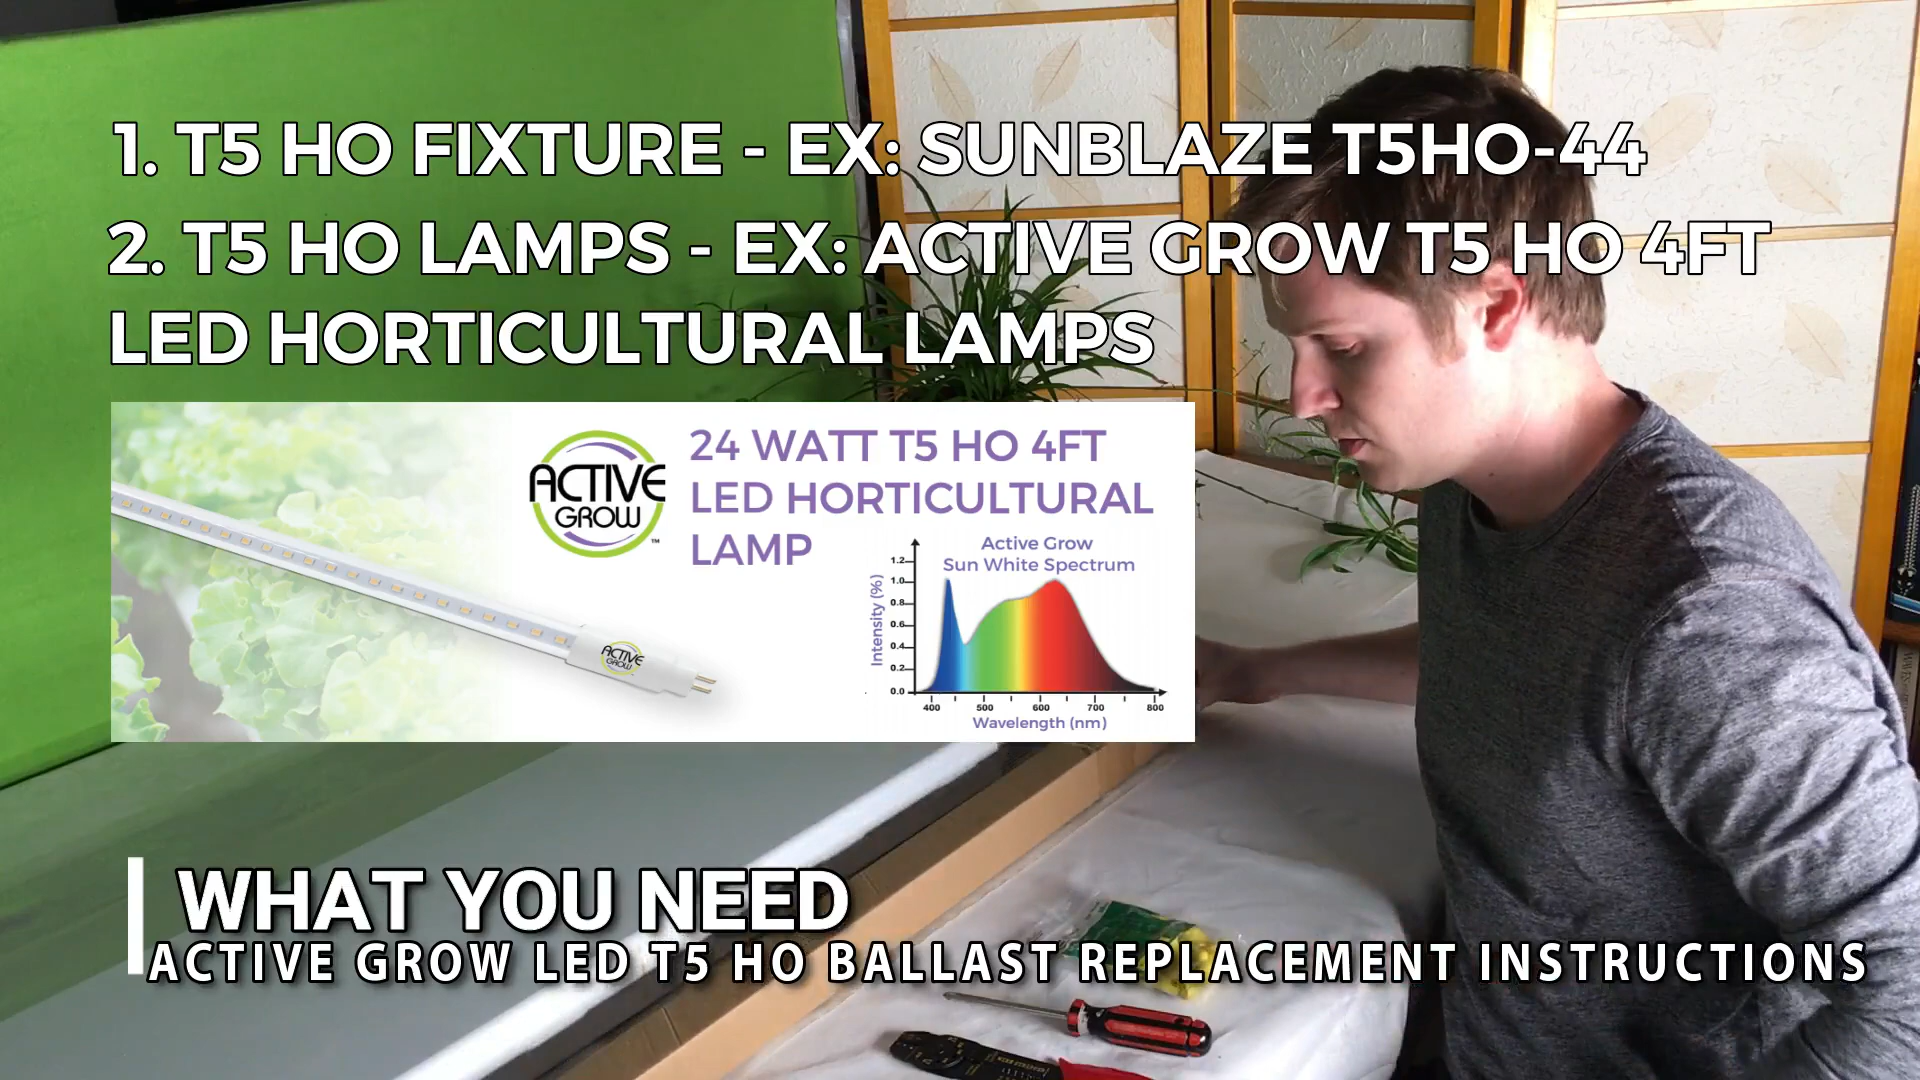 1. T5 HO FIXTURE - EX: SUNBLAZE T5HO-44
2. T5 HO LAMPS - EX: ACTIVE GROW T5 HO 4FT
LED HORTICULTURAL LAMPS
ACTIVE
GROW
™
24 WATT T5 HO 4FT
LED HORTICULTURAL
LAMP
Active Grow
Sun White Spectrum
Intensity (%)
1.2
1.0
0.8
0.6
0.4
0.2
0.0
400 500 600 700 800
Wavelength (nm)
ACTIVE
GROW
WHAT YOU NEED
ACTIVE GROW LED T5 HO BALLAST REPLACEMENT INSTRUCTIONS